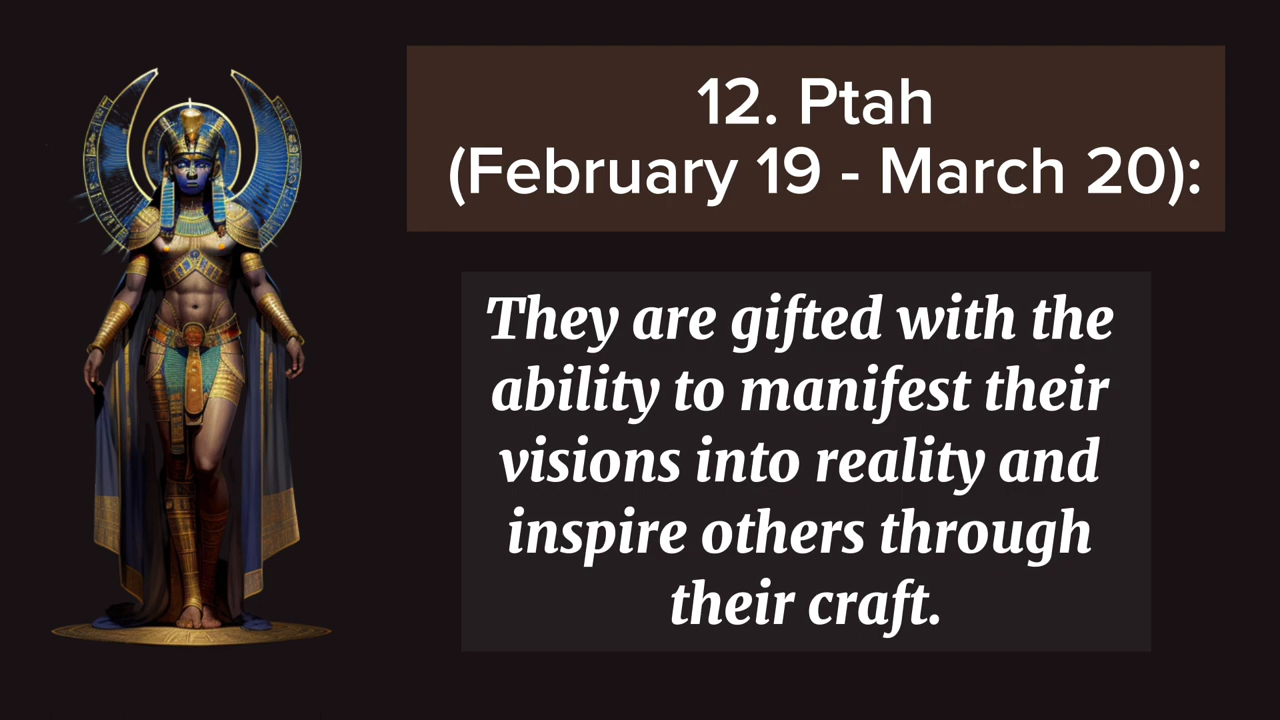 12. Ptah
(February 19 - March 20):
They are gifted with the
ability to manifest their
visions into reality and
inspire others through
their craft.